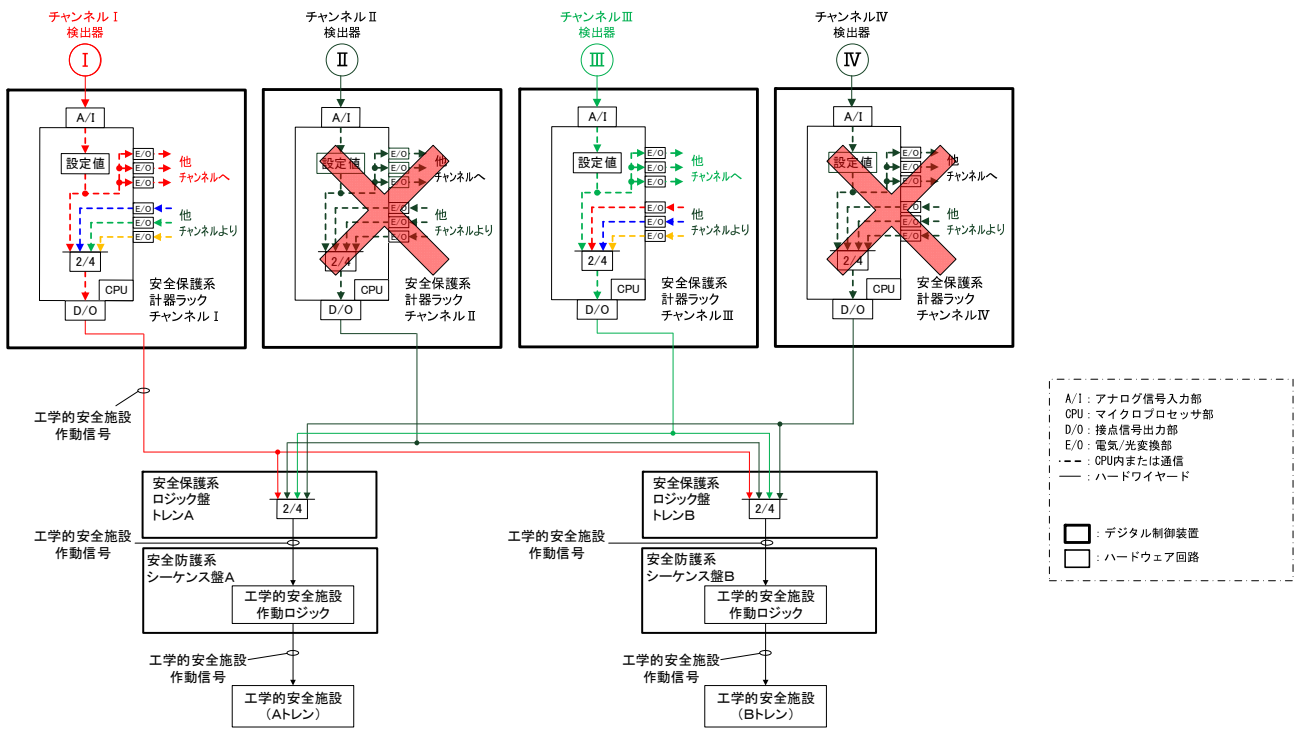 チャンネルⅠ
検出器
Ⅰ
チャンネルⅡ
検出器
Ⅱ
チャンネルⅢ
検出器
Ⅲ
チャンネルⅣ
検出器
Ⅳ
A/I
設定値
E/O
E/O
E/O
他
チャンネルへ
E/O
E/O
E/O
他
チャンネルより
2/4
CPU
D/O
安全保護系
計器ラック
チャンネルⅠ
A/I
設定値
E/O
E/O
E/O
他
チャンネルへ
E/O
E/O
E/O
他
チャンネルより
2/4
CPU
D/O
安全保護系
計器ラック
チャンネルⅡ
A/I
設定値
E/O
E/O
E/O
他
チャンネルへ
E/O
E/O
E/O
他
チャンネルより
2/4
CPU
D/O
安全保護系
計器ラック
チャンネルⅢ
A/I
設定値
E/O
E/O
E/O
他
チャンネルへ
E/O
E/O
E/O
他
チャンネルより
2/4
CPU
D/O
安全保護系
計器ラック
チャンネルⅣ
工学的安全施設
作動信号
安全保護系
ロジック盤
トレンA
2/4
工学的安全施設
作動信号
安全防護系
シーケンス盤A
工学的安全施設
作動ロジック
工学的安全施設
作動信号
工学的安全施設
(Aトレン)
安全保護系
ロジック盤
トレンB
2/4
工学的安全施設
作動信号
安全防護系
シーケンス盤B
工学的安全施設
作動ロジック
工学的安全施設
作動信号
工学的安全施設
(Bトレン)
A/I：アナログ信号入力部
CPU：マイクロプロセッサ部
D/O：接点信号出力部
E/O：電気/光変換部
：CPU内または通信
：ハードワイヤード
：デジタル制御装置
：ハードウェア回路